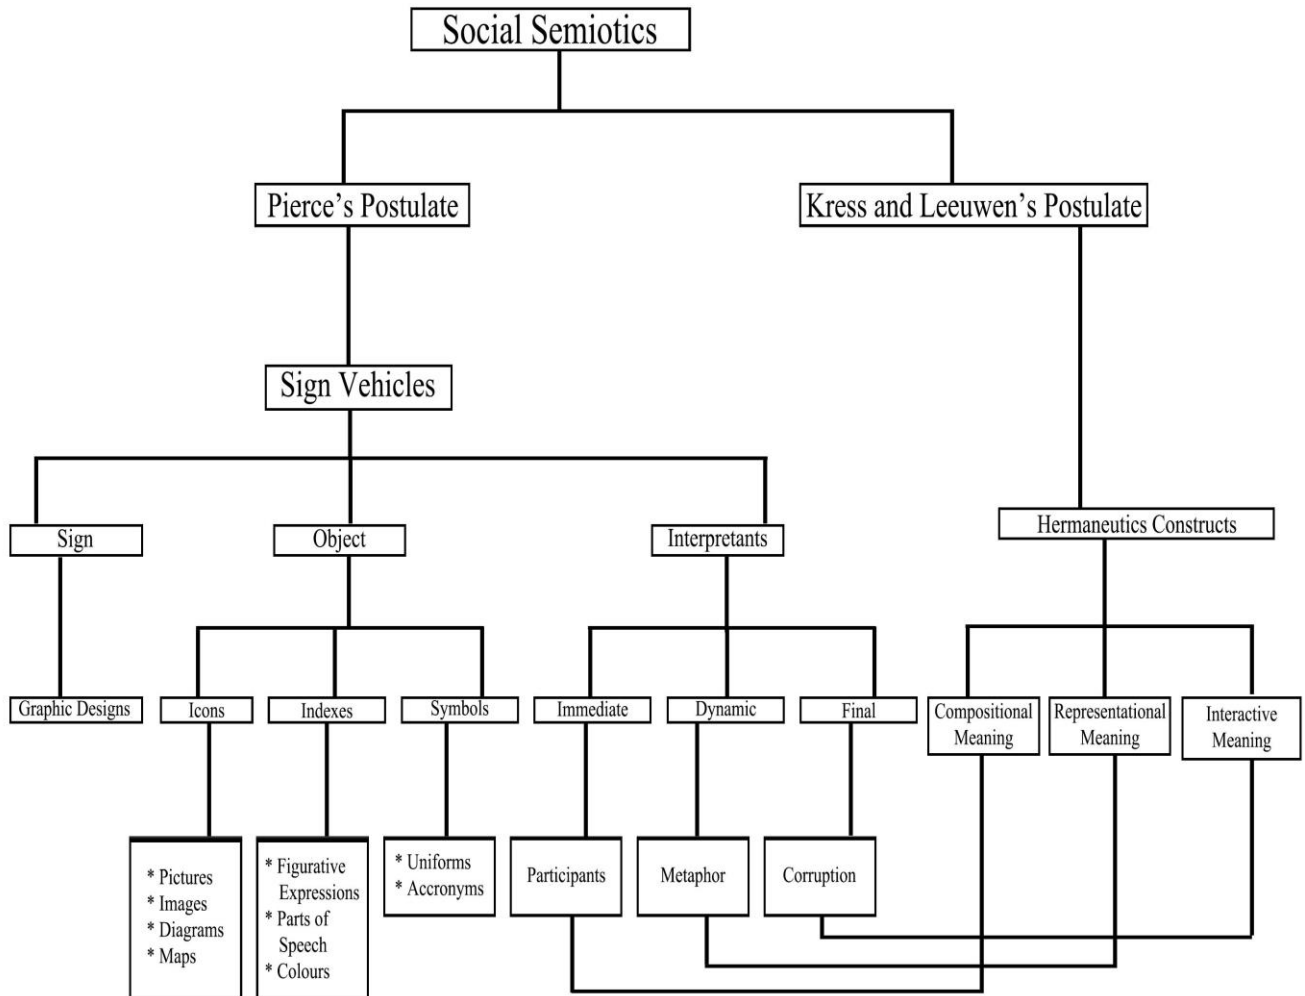 Social Semiotics
Pierce's Postulate
Kress and Leeuwen's Postulate
Sign Vehicles
Sign
Object
Interpretants
Hermaneutics Constructs
Graphic Designs
Icons
Indexes
Symbols
Immediate
Dynamic
Final
Compositional
Meaning
Representational
Meaning
Interactive
Meaning
* Pictures
* Images
* Diagrams
* Maps
* Figurative
Expressions
* Parts of
Speech
* Colours
* Uniforms
* Accronyms
Participants
Metaphor
Corruption